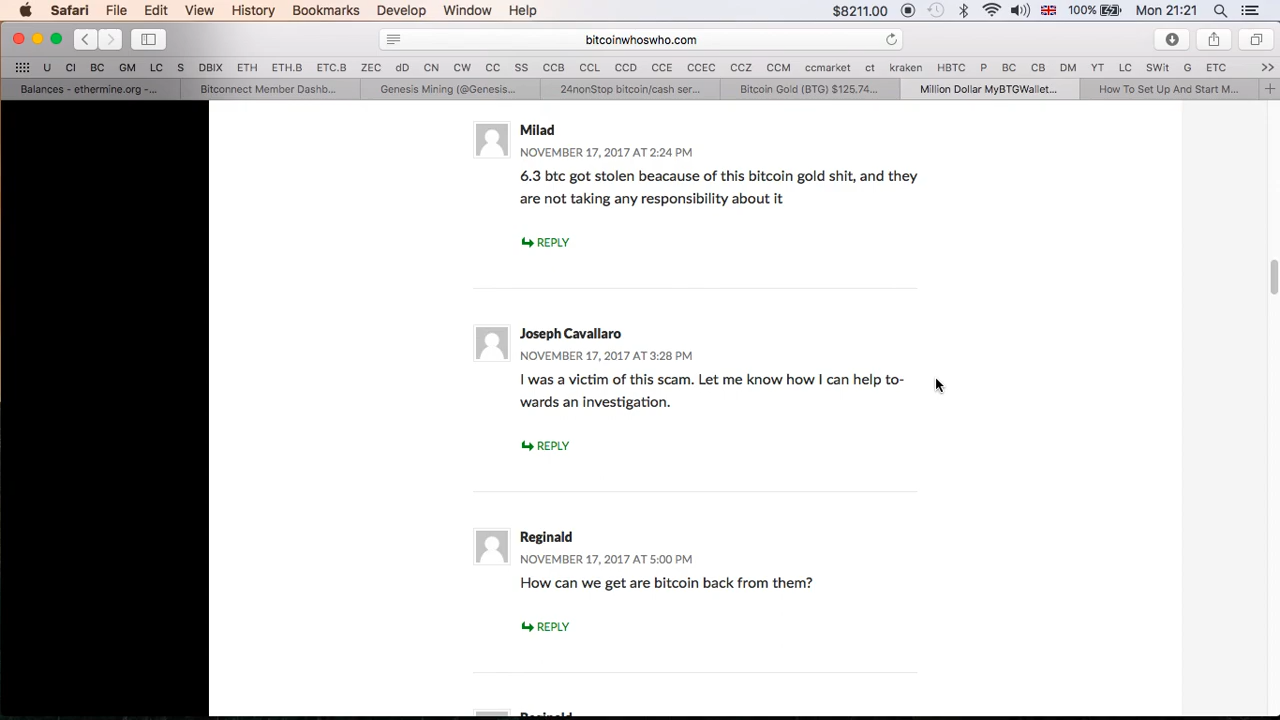 Safari File Edit View History Bookmarks Develop Window Help $8211.00 100% Mon 21:21
bitcoinwhoswho.com
U CI BC GM LC S DBIX ETH ETH.B ETC.B ZEC dD CN CW CC SS CCB CCL CCD CCE CCEC CCZ CCM ccmarket ct kraken HBTC P BC CB DM YT LC SWit G ETC >>
Balances - ethermine.org -... Bitconnect Member Dashb... Genesis Mining (@Genesis... 24nonStop bitcoin/cash ser... Bitcoin Gold (BTG) $125.74... Million Dollar MyBTGWallet... How To Set Up And Start M... +
Milad
NOVEMBER 17, 2017 AT 2:24 PM
6.3 btc got stolen beacause of this bitcoin gold shit, and they
are not taking any responsibility about it
REPLY
Joseph Cavallaro
NOVEMBER 17, 2017 AT 3:28 PM
I was a victim of this scam. Let me know how I can help to-
wards an investigation.
REPLY
Reginald
NOVEMBER 17, 2017 AT 5:00 PM
How can we get are bitcoin back from them?
REPLY
Reginald